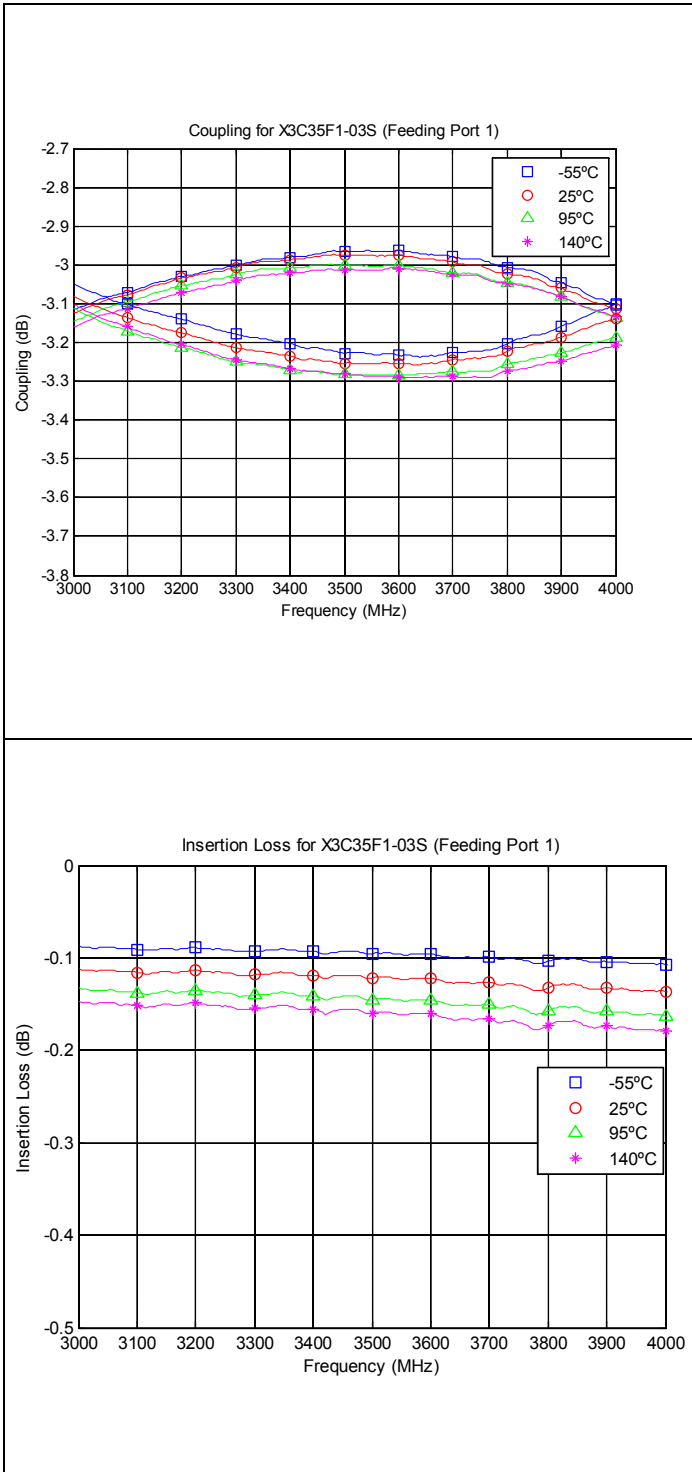 Coupling for X3C35F1-03S (Feeding Port 1)
-2.7
-2.8
-2.9
-3
-3.1
-3.2
-3.3
-3.4
-3.5
-3.6
-3.7
-3.8
Coupling (dB)
-55ºC
25ºC
95ºC
140ºC
3000 3100 3200 3300 3400 3500 3600 3700 3800 3900 4000
Frequency (MHz)
Insertion Loss for X3C35F1-03S (Feeding Port 1)
0
-0.1
-0.2
-0.3
-0.4
-0.5
Insertion Loss (dB)
-55ºC
25ºC
95ºC
140ºC
3000 3100 3200 3300 3400 3500 3600 3700 3800 3900 4000
Frequency (MHz)